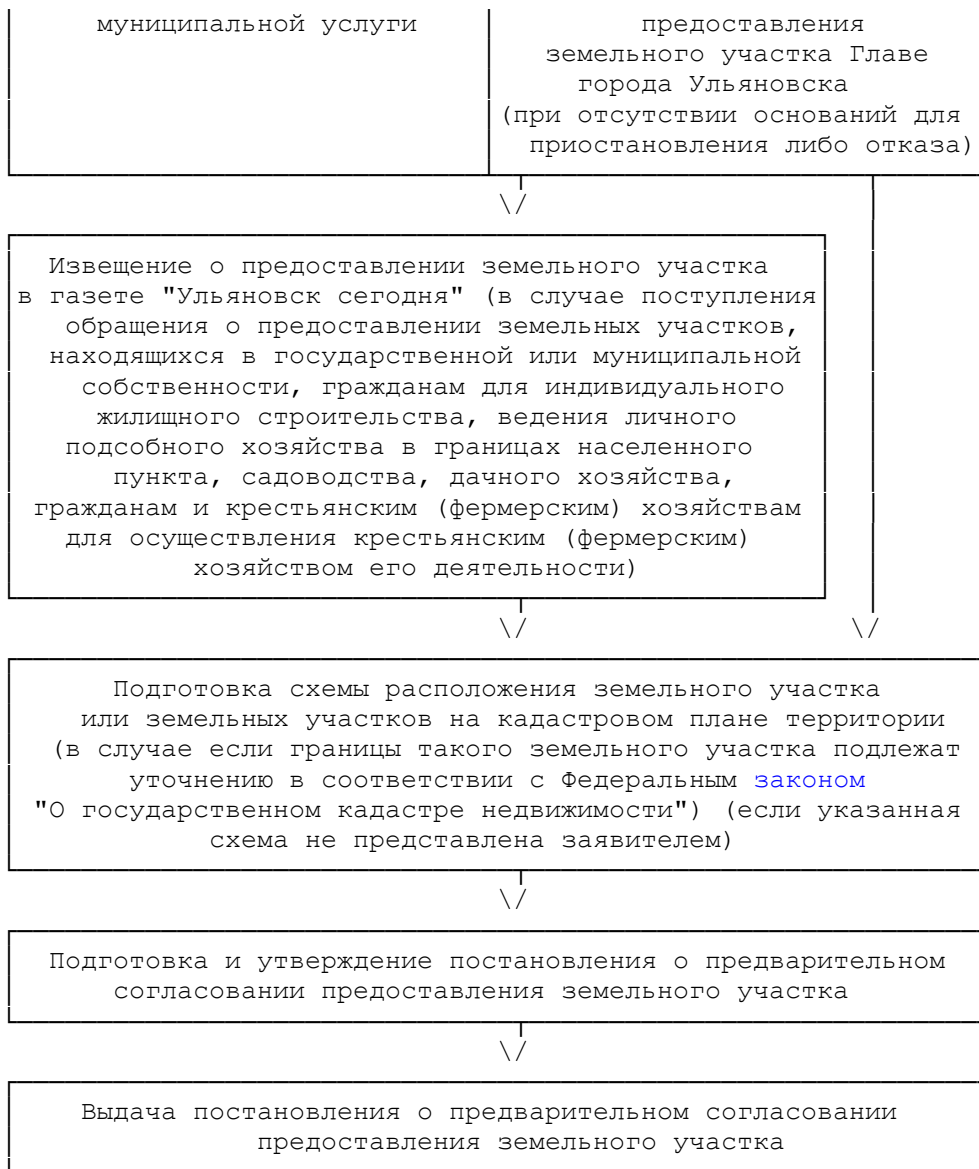 муниципальной услуги
предоставления
земельного участка Главе
города Ульяновска
(при отсутствии оснований для
приостановления либо отказа)
\/
Извещение о предоставлении земельного участка
в газете "Ульяновск сегодня" (в случае поступления
обращения о предоставлении земельных участков,
находящихся в государственной или муниципальной
собственности, гражданам для индивидуального
жилищного строительства, ведения личного
подсобного хозяйства в границах населенного
пункта, садоводства, дачного хозяйства,
гражданам и крестьянским (фермерским) хозяйствам
для осуществления крестьянским (фермерским)
хозяйством его деятельности)
\/ \/
Подготовка схемы расположения земельного участка
или земельных участков на кадастровом плане территории
(в случае если границы такого земельного участка подлежат
уточнению в соответствии с Федеральным законом
"О государственном кадастре недвижимости") (если указанная
схема не представлена заявителем)
\/
Подготовка и утверждение постановления о предварительном
согласовании предоставления земельного участка
\/
Выдача постановления о предварительном согласовании
предоставления земельного участка